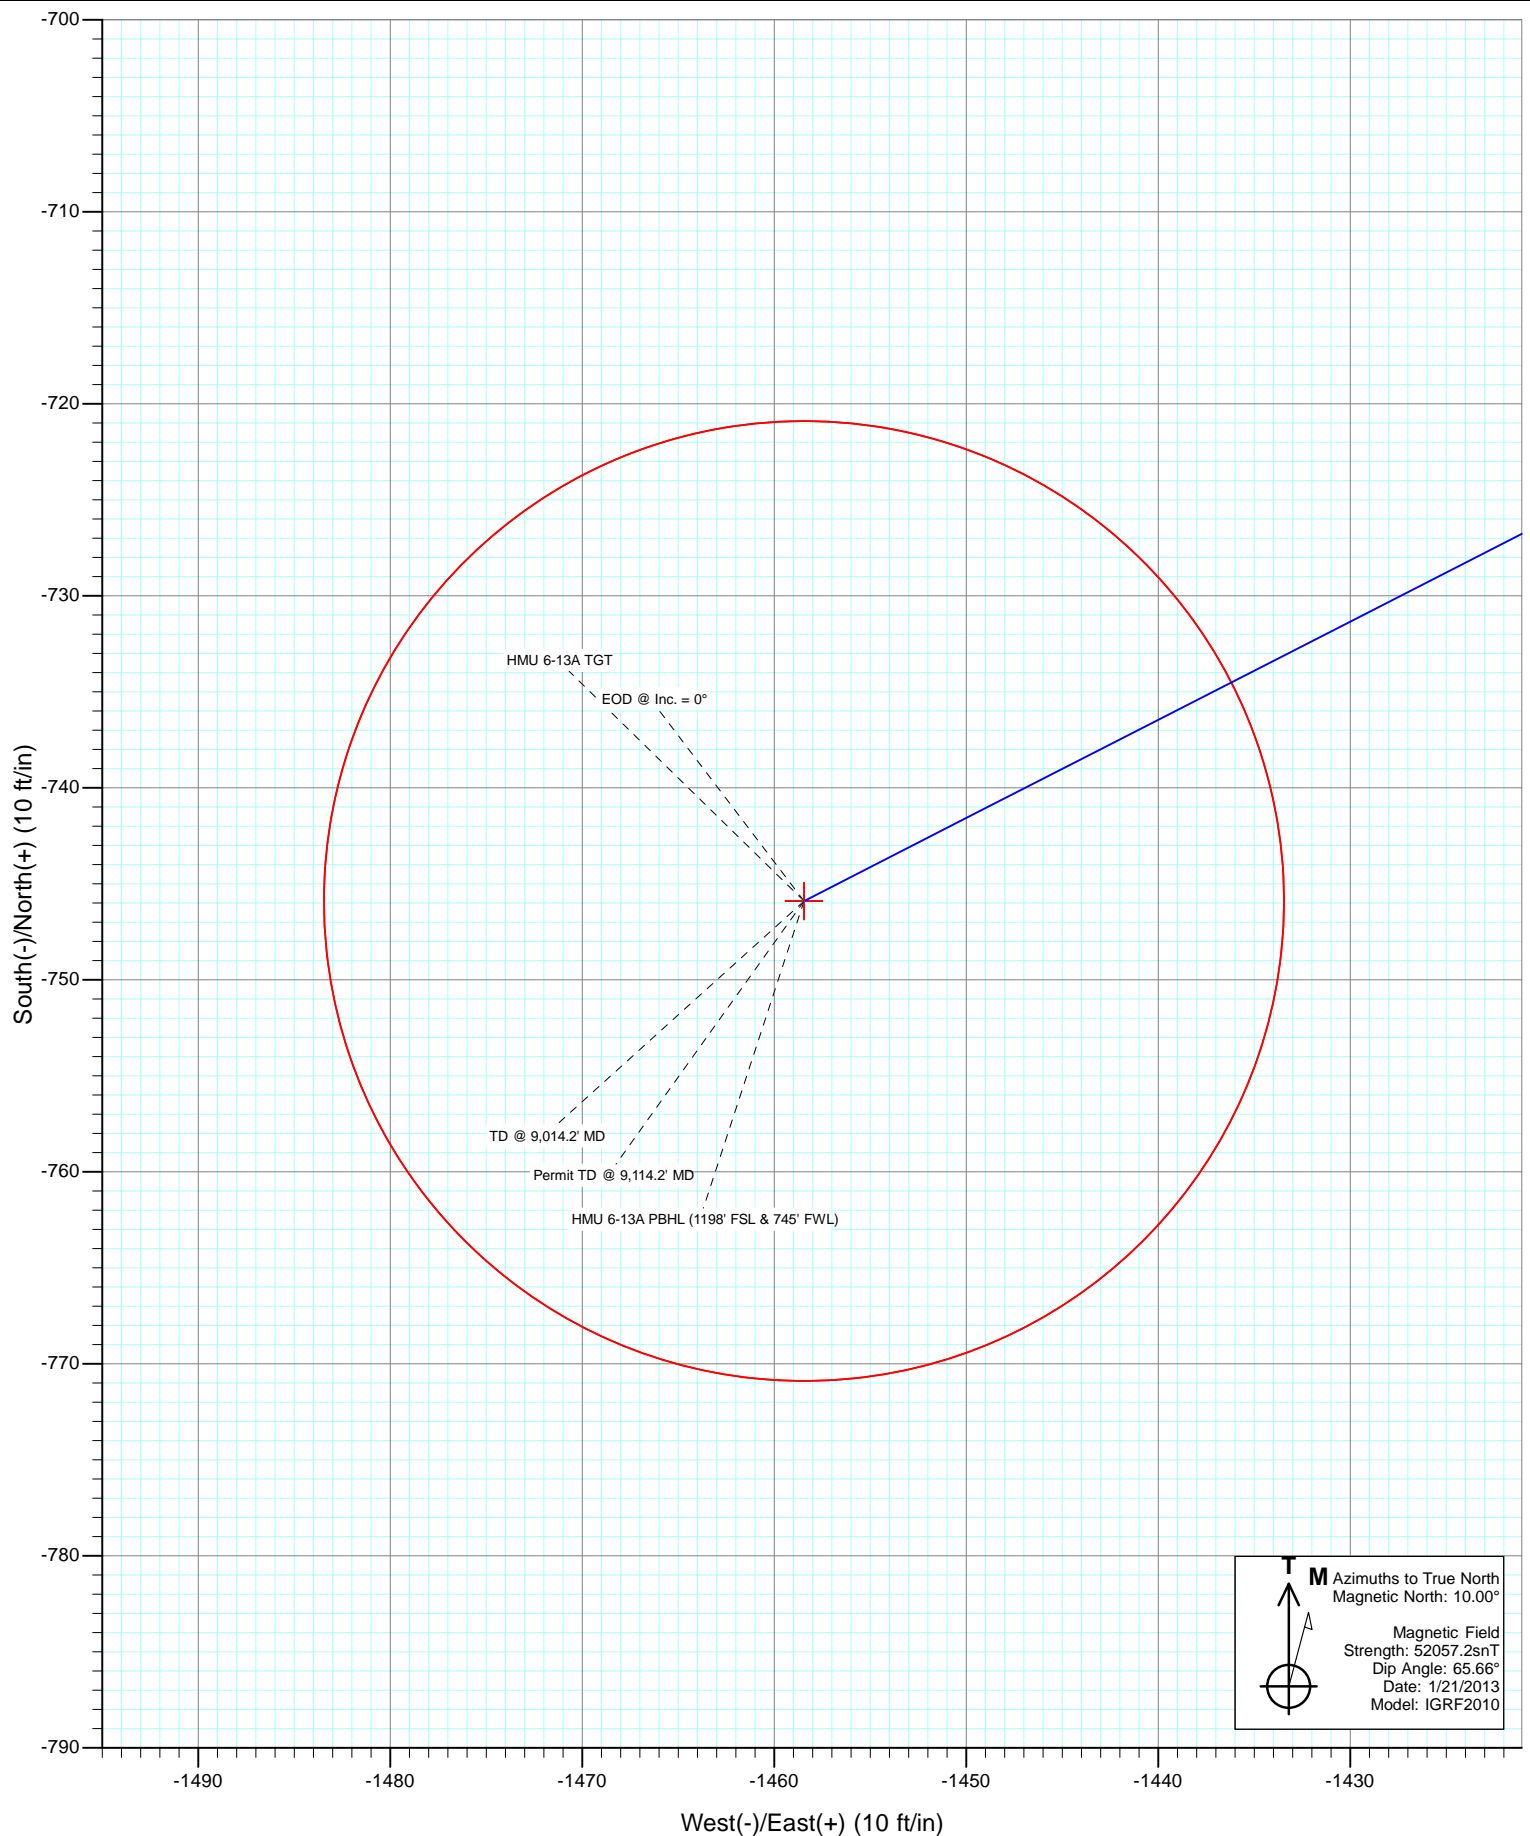 -700
-710
-720
-730
-740
-750
-760
-770
-780
-790
South(-)/North(+) (10 ft/in)
HMU 6-13A TGT
EOD @ Inc. = 0°
TD @ 9,014.2' MD
Permit TD @ 9,114.2' MD
HMU 6-13A PBHL (1198' FSL & 745' FWL)
T
M
Azimuths to True North
Magnetic North: 10.00°
Magnetic Field
Strength: 52057.2snT
Dip Angle: 65.66°
Date: 1/21/2013
Model: IGRF2010
-1490 -1480 -1470 -1460 -1450 -1440 -1430
West(-)/East(+) (10 ft/in)